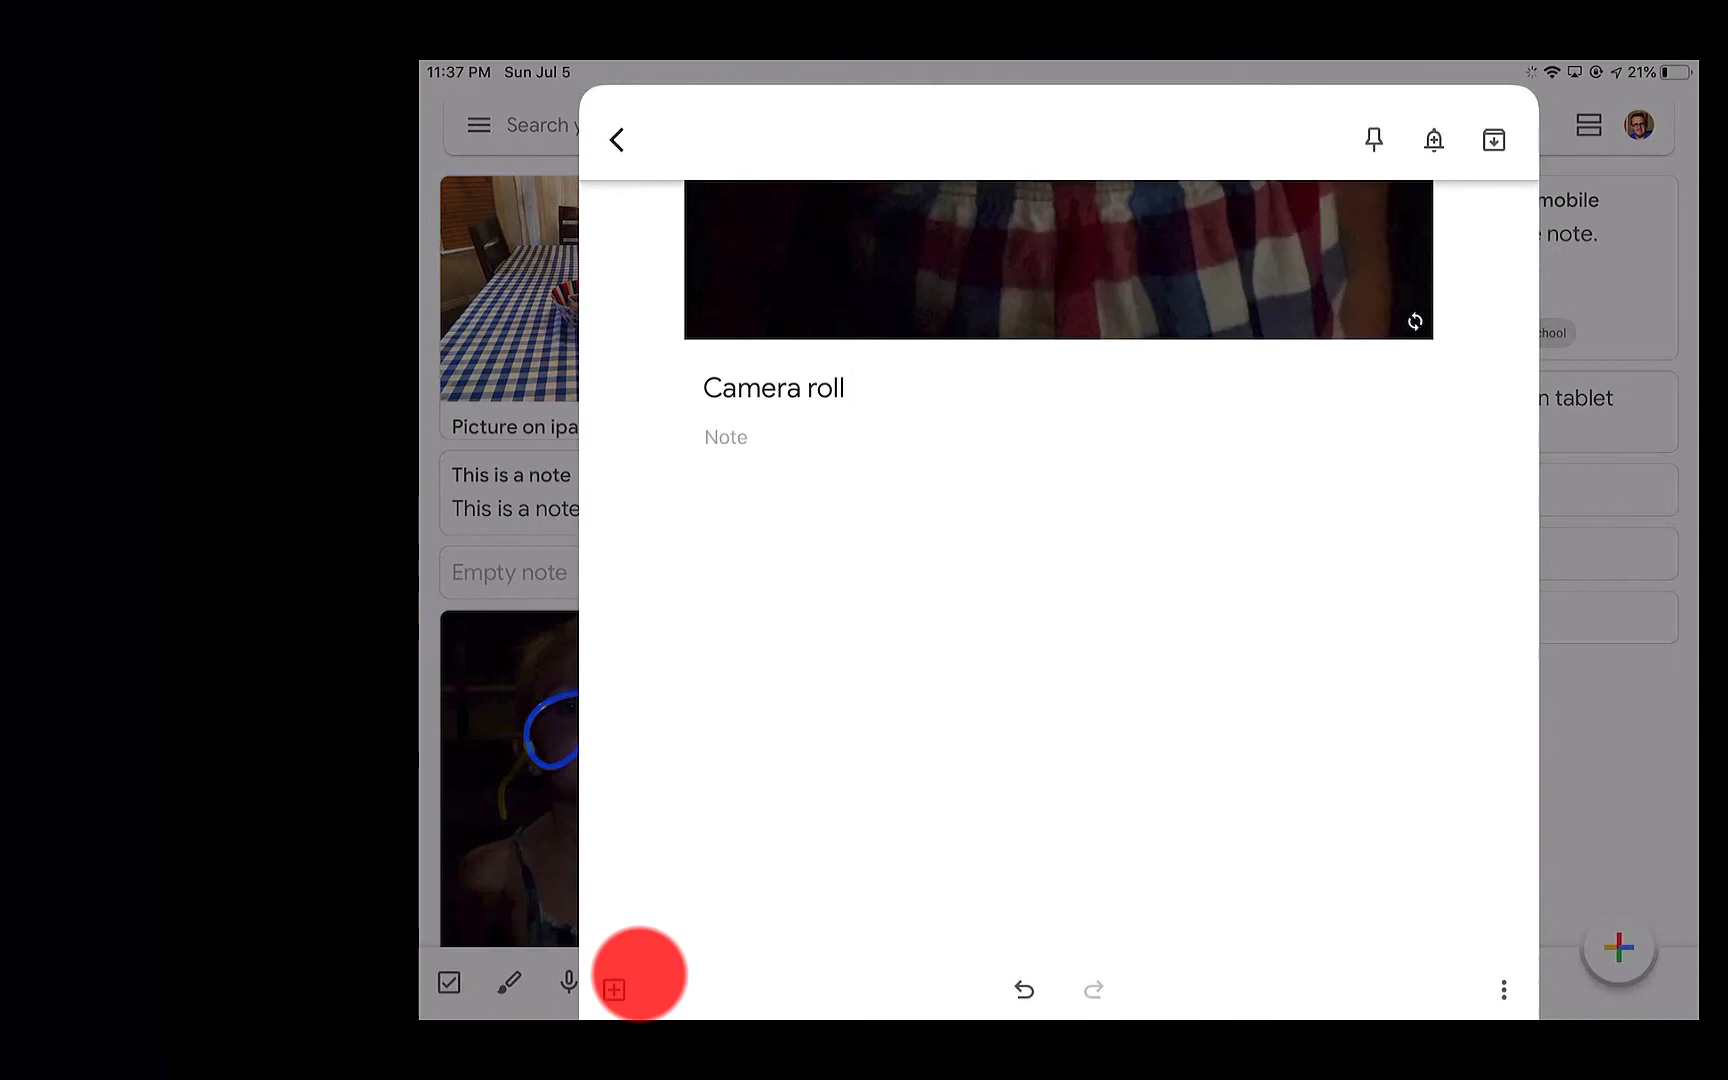 11:37 PM Sun Jul 5
21%
Search
mobile
note.
hool
n tablet
Picture on ipa
This is a note
This is a note
Empty note
Camera roll
Note